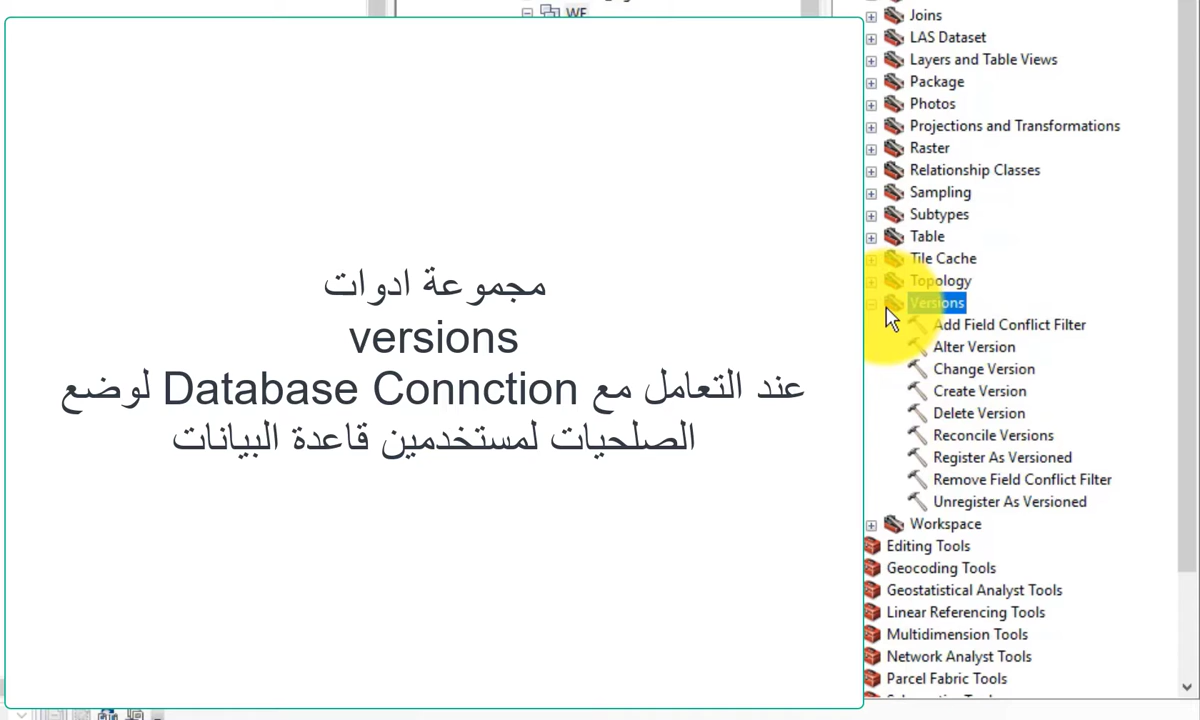 WF
مجموعة ادوات
versions
عند التعامل مع Database Connction لوضع
الصلحيات لمستخدمين قاعدة البيانات
Joins
LAS Dataset
Layers and Table Views
Package
Photos
Projections and Transformations
Raster
Relationship Classes
Sampling
Subtypes
Table
Tile Cache
Topology
Versions
Add Field Conflict Filter
Alter Version
Change Version
Create Version
Delete Version
Reconcile Versions
Register As Versioned
Remove Field Conflict Filter
Unregister As Versioned
Workspace
Editing Tools
Geocoding Tools
Geostatistical Analyst Tools
Linear Referencing Tools
Multidimension Tools
Network Analyst Tools
Parcel Fabric Tools